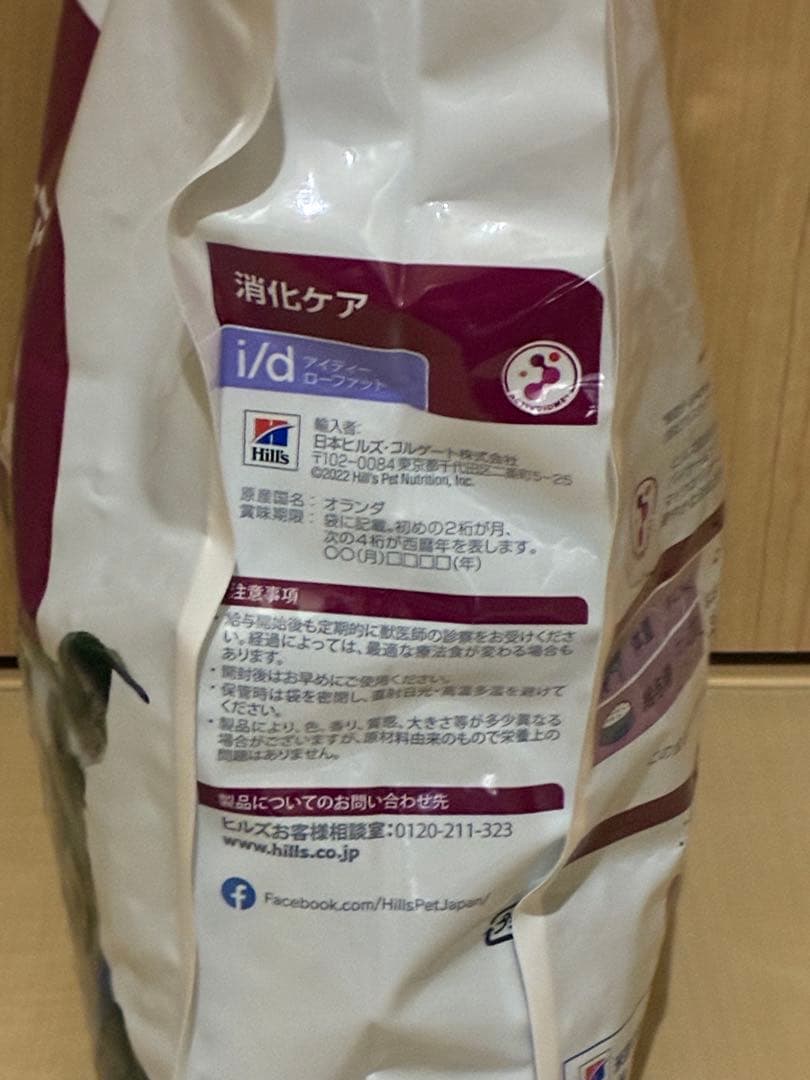 消化ケア
i/d アイディー
ローファット
Hill's
輸入者:
日本ヒルズ・コルゲート株式会社
〒102-0084 東京都千代田区二番町5-25
©2022 Hill's Pet Nutrition, Inc.
原産国名：オランダ
賞味期限：袋に記載。初めの2桁が月、
次の4桁が西暦年を表します。
〇〇(月)□□□□(年)
注意事項
・給与開始後も定期的に獣医師の診察をお受けくださ
い。経過によっては、最適な療法食が変わる場合も
あります。
・開封後はお早めにご使用ください。
・保管時は袋を密閉し、直射日光・高温多湿を避けて
ください。
・製品により、色、香り、質感、大きさ等が多少異なる
場合がございますが、原材料由来のもので栄養上の
問題はありません。
製品についてのお問い合わせ先
ヒルズお客様相談室：0120-211-323
www.hills.co.jp
Facebook.com/HillsPetJapan/